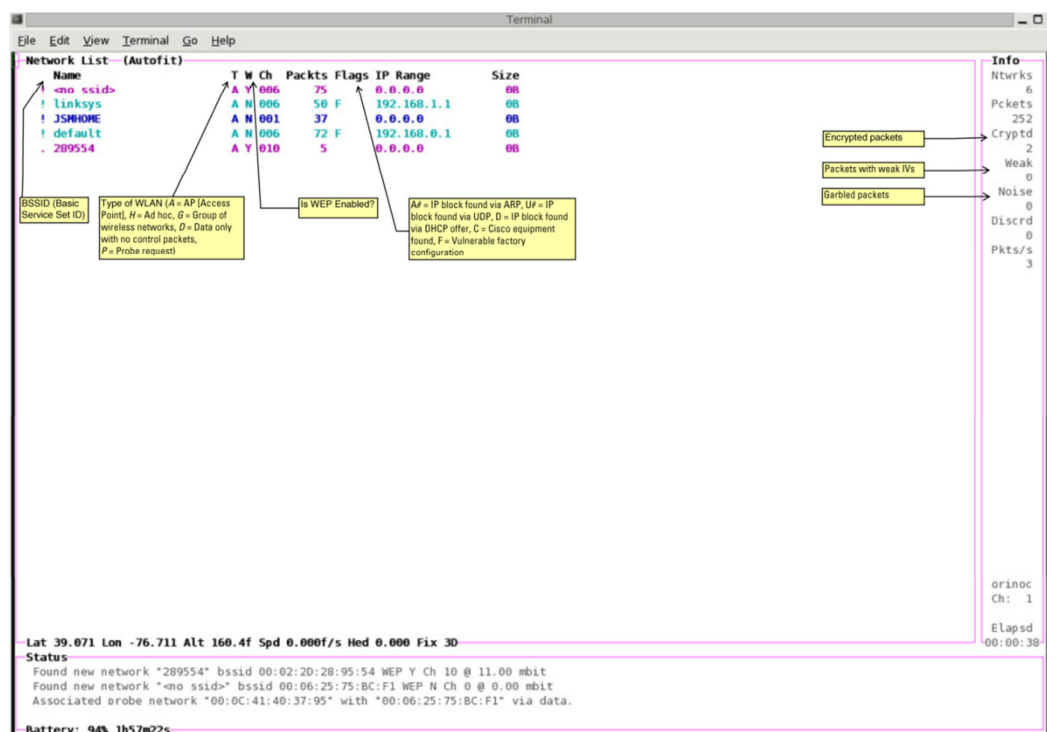 Terminal
File Edit View Terminal Go Help
Network List (Autofit)
Name T W Ch Packts Flags IP Range Size
! <no ssid> A Y 006 75 0.0.0.0 0B
! linksys A N 006 50 F 192.168.1.1 0B
! JSMHOME A N 001 37 0.0.0.0 0B
! default A N 006 72 F 192.168.0.1 0B
. 289554 A Y 010 5 0.0.0.0 0B
BSSID (Basic
Service Set ID)
Type of WLAN (A = AP [Access
Point], H = Ad hoc, G = Group of
wireless networks, D = Data only
with no control packets,
P = Probe request)
Is WEP Enabled?
A# = IP block found via ARP, U# = IP
block found via UDP, D = IP block found
via DHCP offer, C = Cisco equipment
found, F = Vulnerable factory
configuration
Encrypted packets
Packets with weak IVs
Garbled packets
Info
Ntwrks
6
Pckets
252
Cryptd
2
Weak
0
Noise
0
Discrd
0
Pkts/s
3
orinoc
Ch: 1
Elapsd
00:00:38
Lat 39.071 Lon -76.711 Alt 160.4f Spd 0.000f/s Hed 0.000 Fix 3D
Status
Found new network "289554" bssid 00:02:2D:28:95:54 WEP Y Ch 10 @ 11.00 mbit
Found new network "<no ssid>" bssid 00:06:25:75:BC:F1 WEP N Ch 0 @ 0.00 mbit
Associated probe network "00:0C:41:40:37:95" with "00:06:25:75:BC:F1" via data.
Battery: 94% 1h57m22s